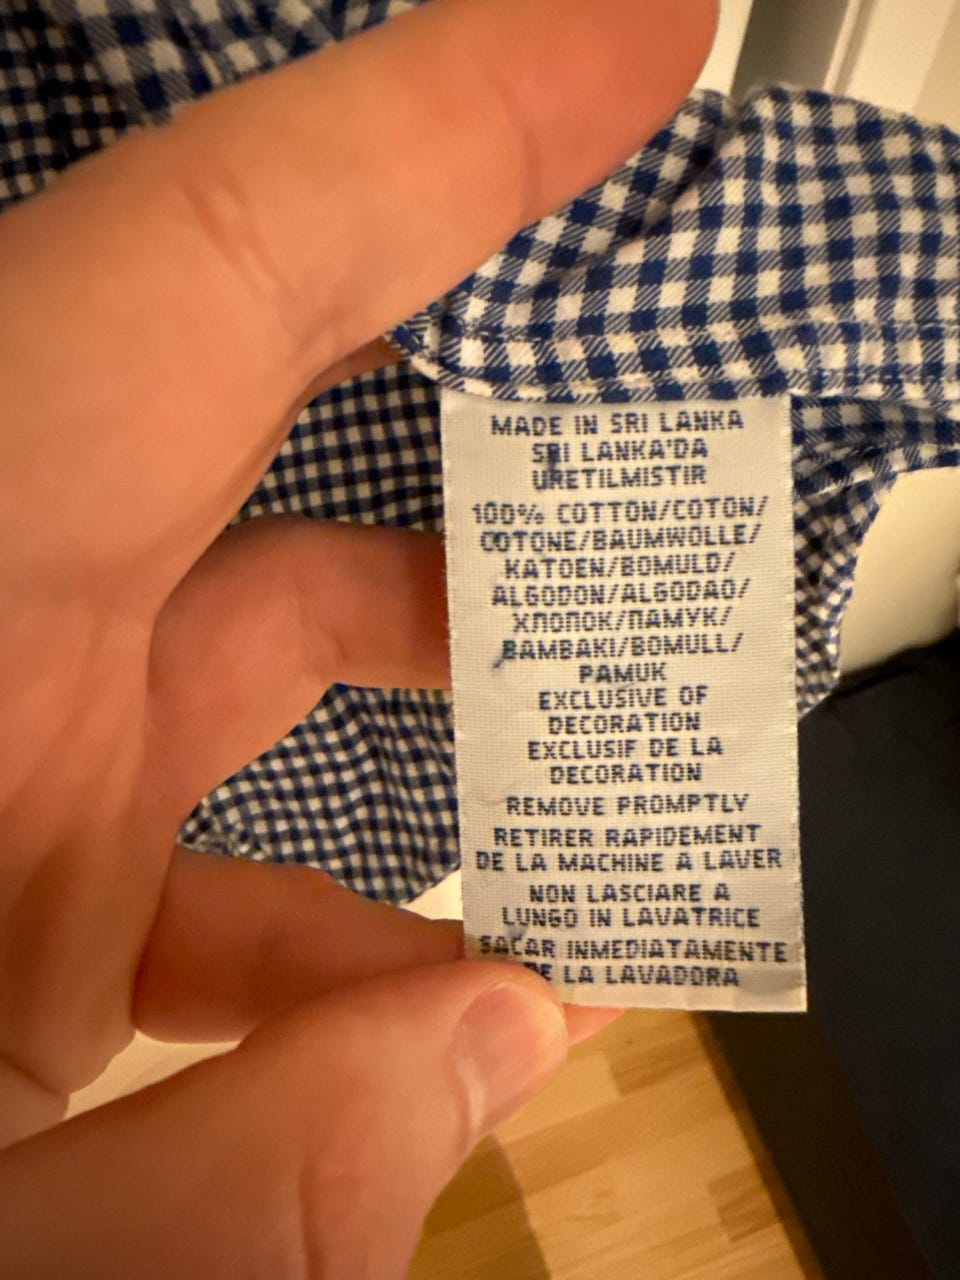 MADE IN SRI LANKA
SRI LANKA'DA
URETILMISTIR
100% COTTON/COTON/
COTONE/BAUMWOLLE/
KATOEN/BOMULD/
ALGODON/ALGODAO/
ХПОПОК/ПАМУК/
BAMBAKI/BOMULL/
PAMUK
EXCLUSIVE OF
DECORATION
EXCLUSIF DE LA
DECORATION
REMOVE PROMPTLY
RETIRER RAPIDEMENT
DE LA MACHINE A LAVER
NON LASCIARE A
LUNGO IN LAVATRICE
SACAR INMEDIATAMENTE
DE LA LAVADORA